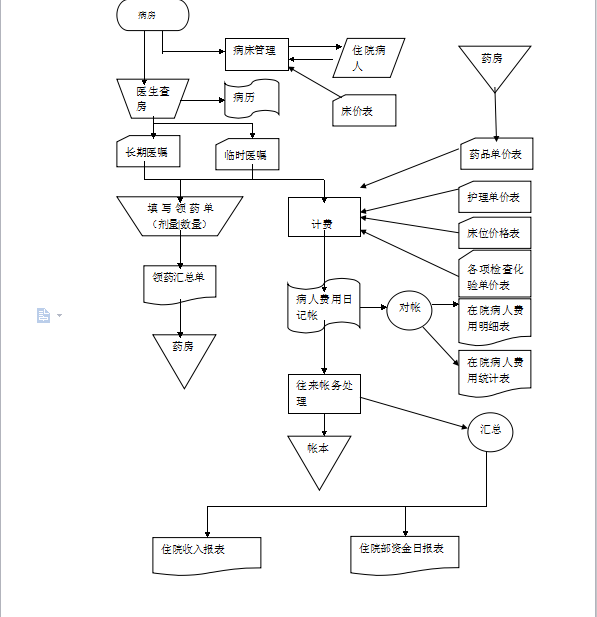 病房
病床管理
住院病
人
药房
医生查
房
病历
床价表
长期医嘱
临时医嘱
药品单价表
护理单价表
填写领药单
（剂量/数量）
计费
床位价格表
领药汇总单
各项检查化
验单价表
病人费用日
记帐
对帐
在院病人费
用明细表
药房
在院病人费
用统计表
往来帐务处
理
汇总
帐本
住院收入报表
住院部资金日报表